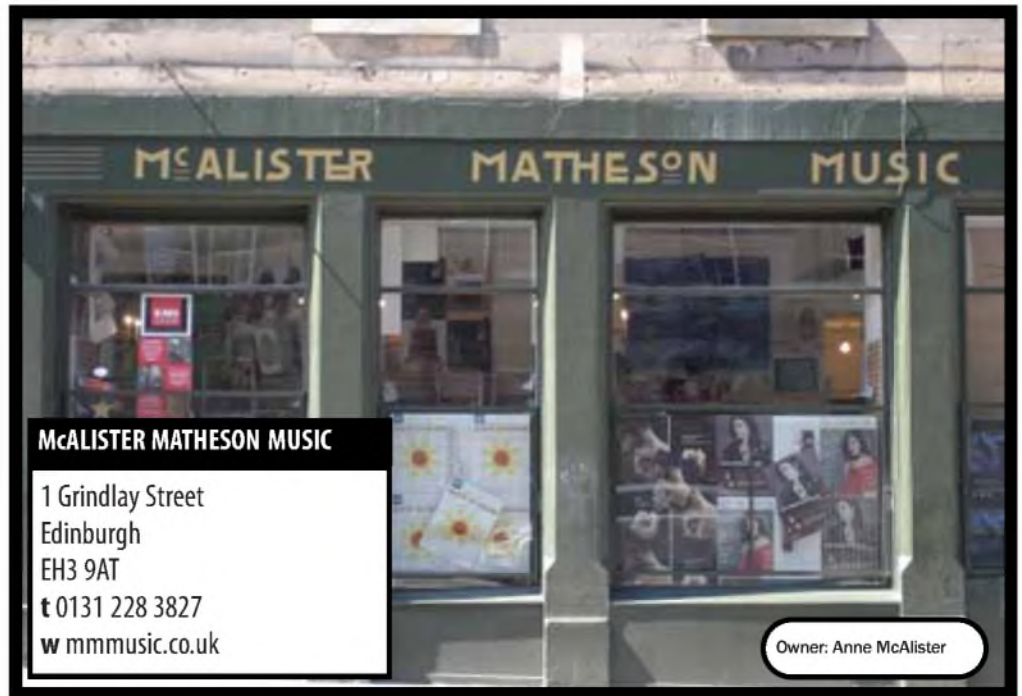 McALISTER MATHESON MUSIC
McALISTER MATHESON MUSIC
1 Grindlay Street
Edinburgh
EH3 9AT
t 0131 228 3827
w mmmusic.co.uk
Owner: Anne McAlister